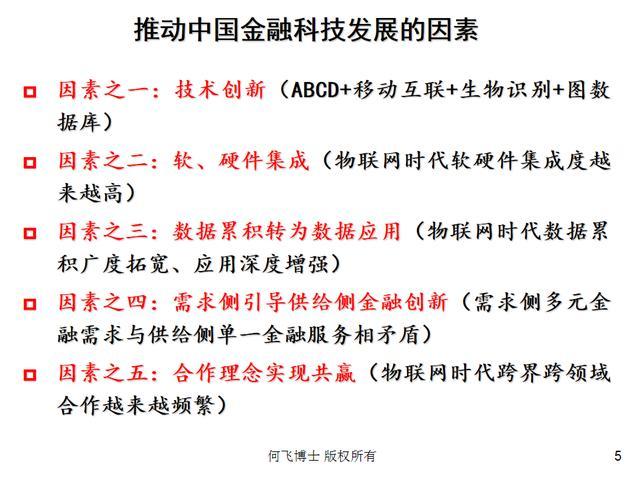 推动中国金融科技发展的因素
因素之一：技术创新（ABCD+移动互联+生物识别+图数
据库）
因素之二：软、硬件集成（物联网时代软硬件集成度越
来越高）
因素之三：数据累积转为数据应用（物联网时代数据累
积广度拓宽、应用深度增强）
因素之四：需求侧引导供给侧金融创新（需求侧多元金
融需求与供给侧单一金融服务相矛盾）
因素之五：合作理念实现共赢（物联网时代跨界跨领域
合作越来越频繁）
何飞博士 版权所有
5